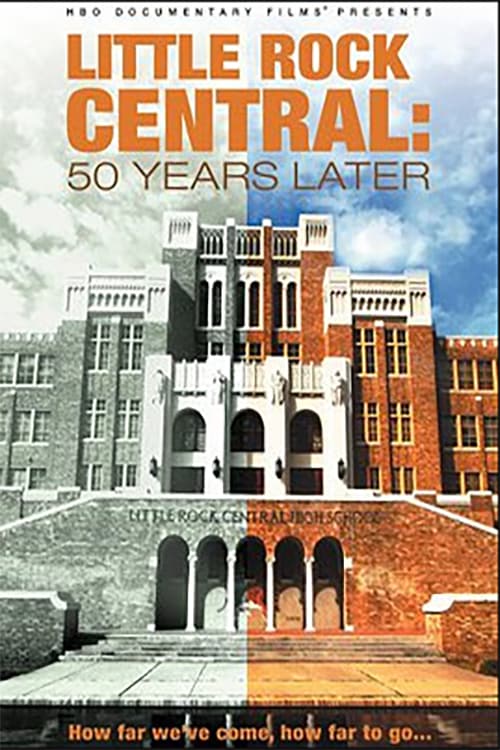 HBO DOCUMENTARY FILMS® PRESENTS
LITTLE ROCK
CENTRAL:
50 YEARS LATER
LITTLE ROCK CENTRAL HIGH SCHOOL
How far we've come, how far to go...